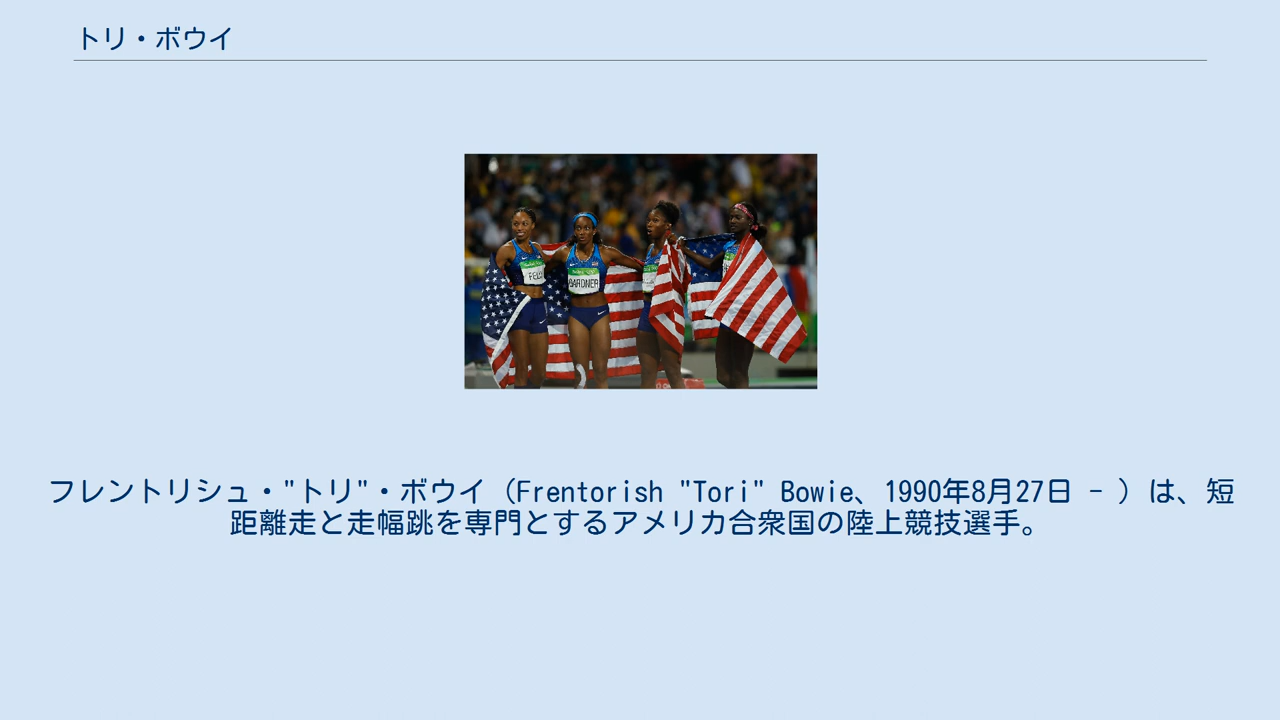 トリ・ボウイ
FELIX
GARDNER
フレントリシュ・"トリ"・ボウイ（Frentorish "Tori" Bowie、1990年8月27日 - ）は、短
距離走と走幅跳を専門とするアメリカ合衆国の陸上競技選手。